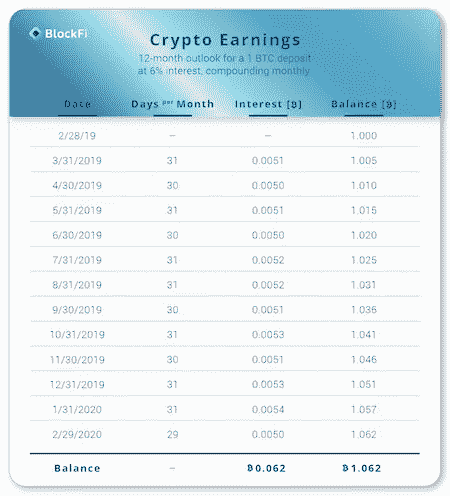 BlockFi
Crypto Earnings
12-month outlook for a 1 BTC deposit
at 6% interest, compounding monthly
Date Days per Month Interest [₿] Balance [₿]
2/28/19 – – 1.000
3/31/2019 31 0.0051 1.005
4/30/2019 30 0.0050 1.010
5/31/2019 31 0.0051 1.015
6/30/2019 30 0.0050 1.020
7/31/2019 31 0.0052 1.025
8/31/2019 31 0.0052 1.031
9/30/2019 30 0.0051 1.036
10/31/2019 31 0.0053 1.041
11/30/2019 30 0.0051 1.046
12/31/2019 31 0.0053 1.051
1/31/2020 31 0.0054 1.057
2/29/2020 29 0.0050 1.062
Balance – ₿0.062 ₿1.062